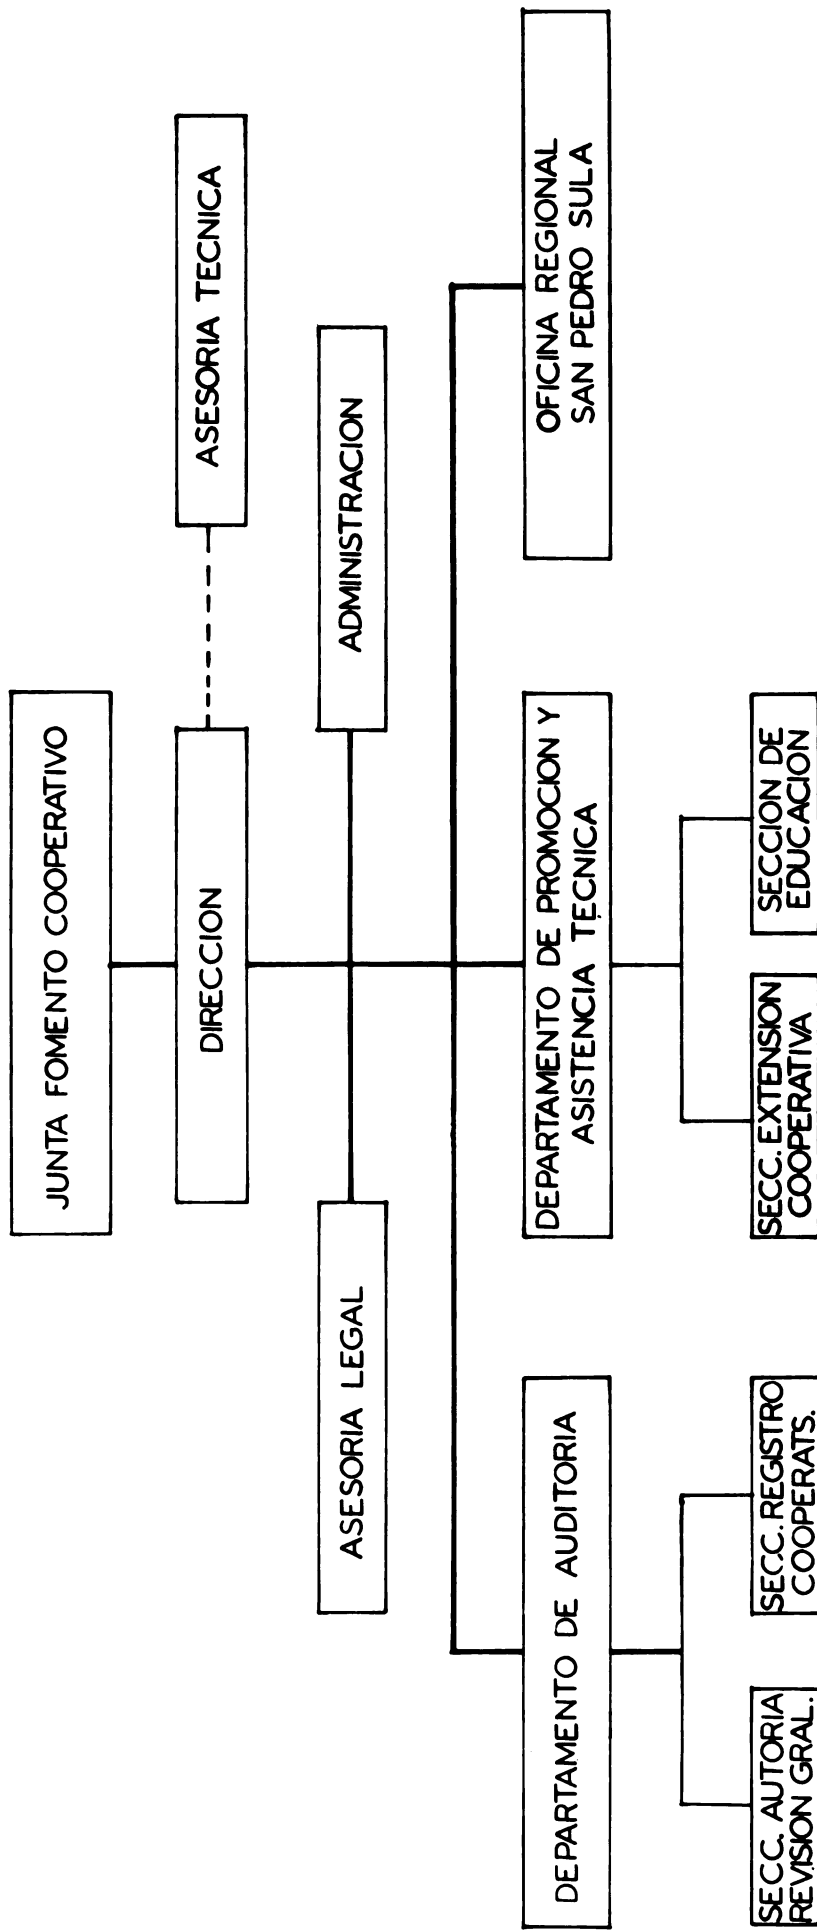 JUNTA FOMENTO COOPERATIVO
DIRECCION
ASESORIA TECNICA
ASESORIA LEGAL
ADMINISTRACION
DEPARTAMENTO DE AUDITORIA
DEPARTAMENTO DE PROMOCION Y
ASISTENCIA TECNICA
OFICINA REGIONAL
SAN PEDRO SULA
SECC. AUTORIA
REVISION GRAL.
SECC. REGISTRO
COOPERATS.
SECC. EXTENSION
COOPERATIVA
SECCION DE
EDUCACION